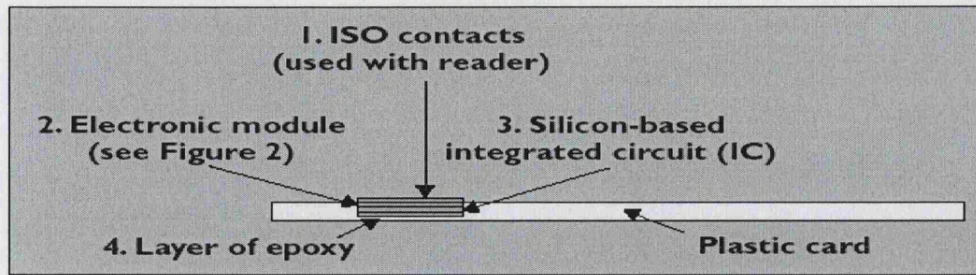 1. ISO contacts
(used with reader)
2. Electronic module
(see Figure 2)
3. Silicon-based
integrated circuit (IC)
4. Layer of epoxy
Plastic card